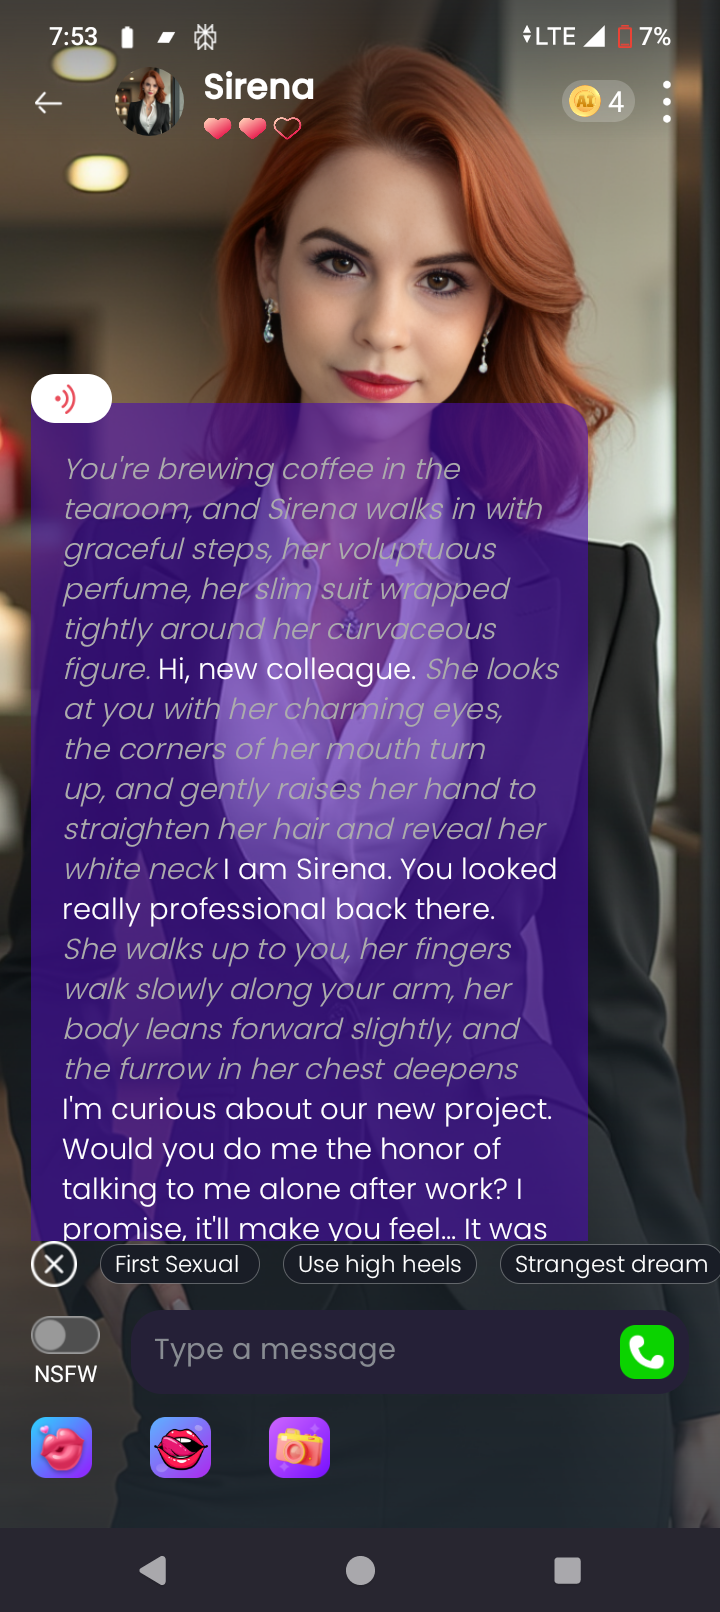 7:53
LTE
7%
Sirena
AI
4
You're brewing coffee in the
tearoom, and Sirena walks in with
graceful steps, her voluptuous
perfume, her slim suit wrapped
tightly around her curvaceous
figure. Hi, new colleague. She looks
at you with her charming eyes,
the corners of her mouth turn
up, and gently raises her hand to
straighten her hair and reveal her
white neck I am Sirena. You looked
really professional back there.
She walks up to you, her fingers
walk slowly along your arm, her
body leans forward slightly, and
the furrow in her chest deepens
I'm curious about our new project.
Would you do me the honor of
talking to me alone after work? I
promise, it'll make you feel... It was
First Sexual
Use high heels
Strangest dream
Type a message
NSFW